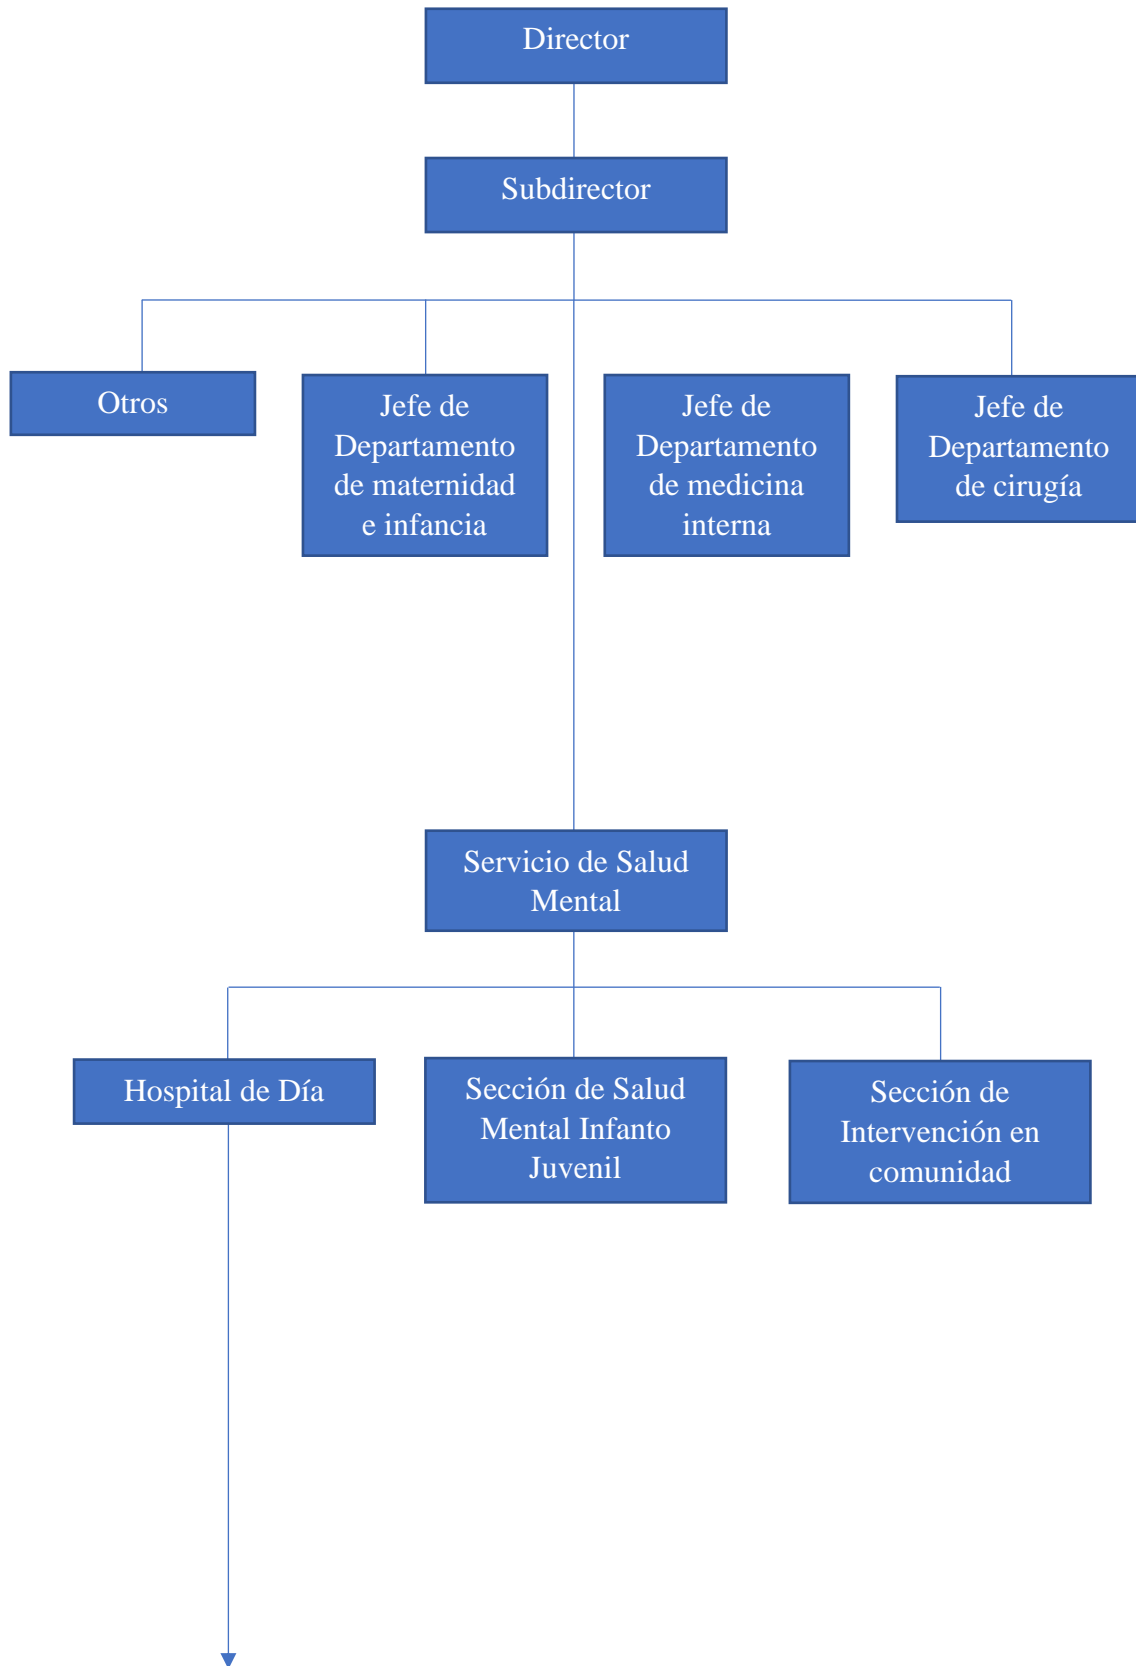 Director
Subdirector
Otros
Jefe de
Departamento
de maternidad
e infancia
Jefe de
Departamento
de medicina
interna
Jefe de
Departamento
de cirugía
Servicio de Salud
Mental
Hospital de Día
Sección de Salud
Mental Infanto
Juvenil
Sección de
Intervención en
comunidad